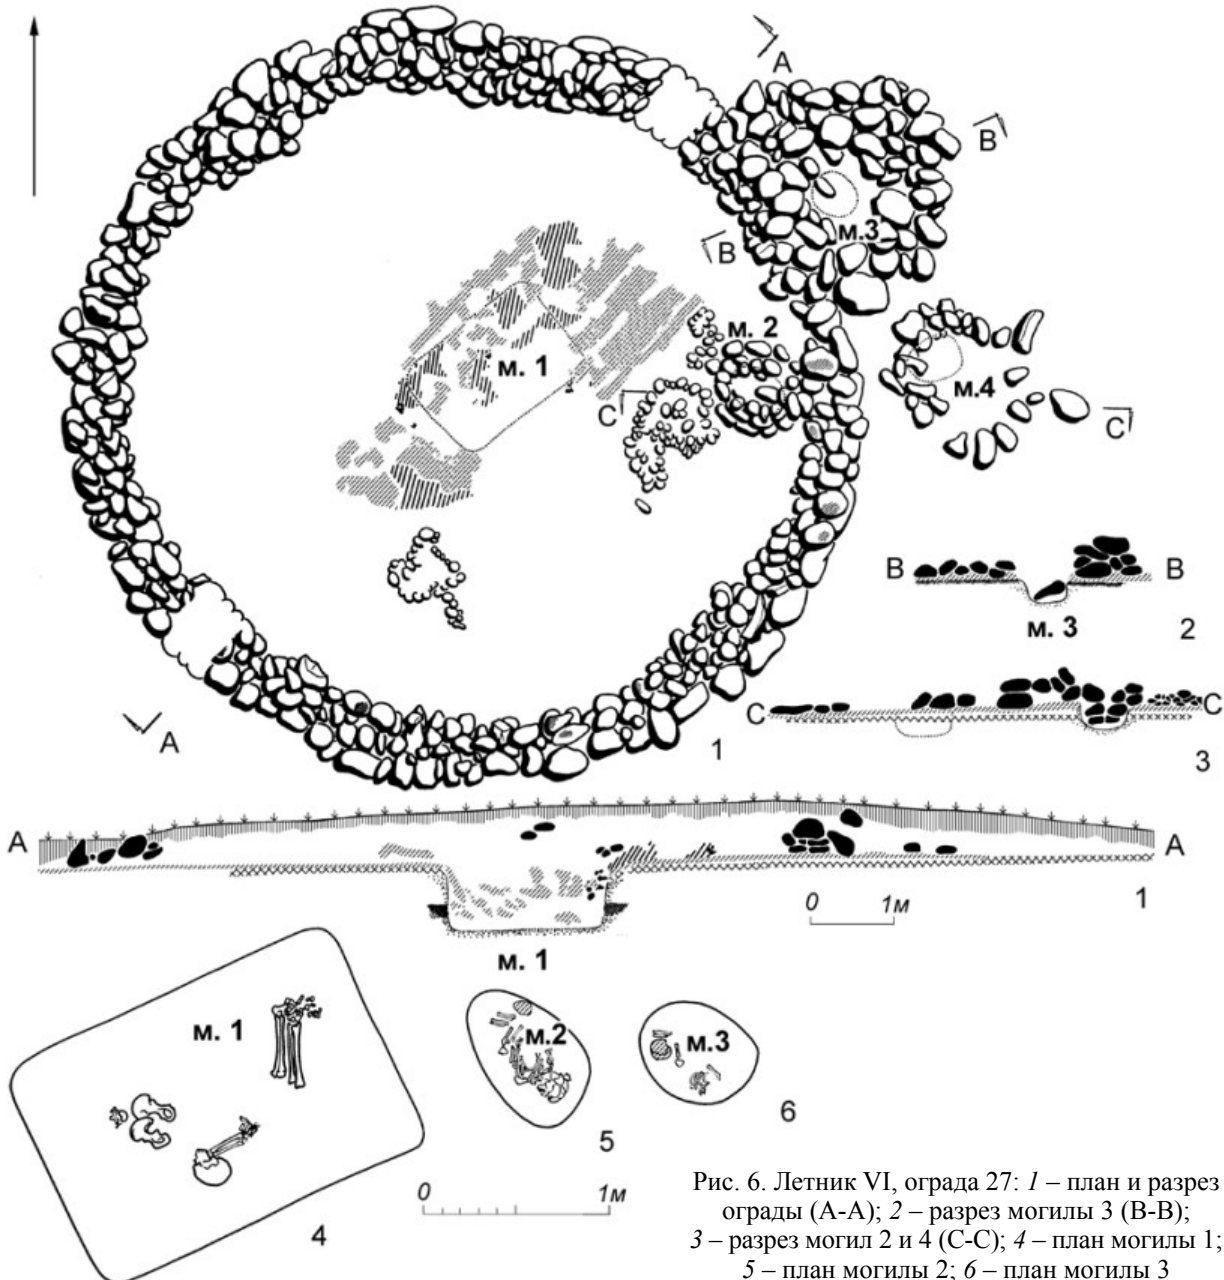 A
B
м.3
B
м. 2
м. 1
м.4
C
C
B
B
м. 3
2
A
1
C
C
3
A
A
0
1м
1
м. 1
м. 1
м.2
м.3
6
5
0
1м
4
Рис. 6. Летник VI, ограда 27: 1 – план и разрез
ограды (А-А); 2 – разрез могилы 3 (В-В);
3 – разрез могил 2 и 4 (С-С); 4 – план могилы 1;
5 – план могилы 2; 6 – план могилы 3